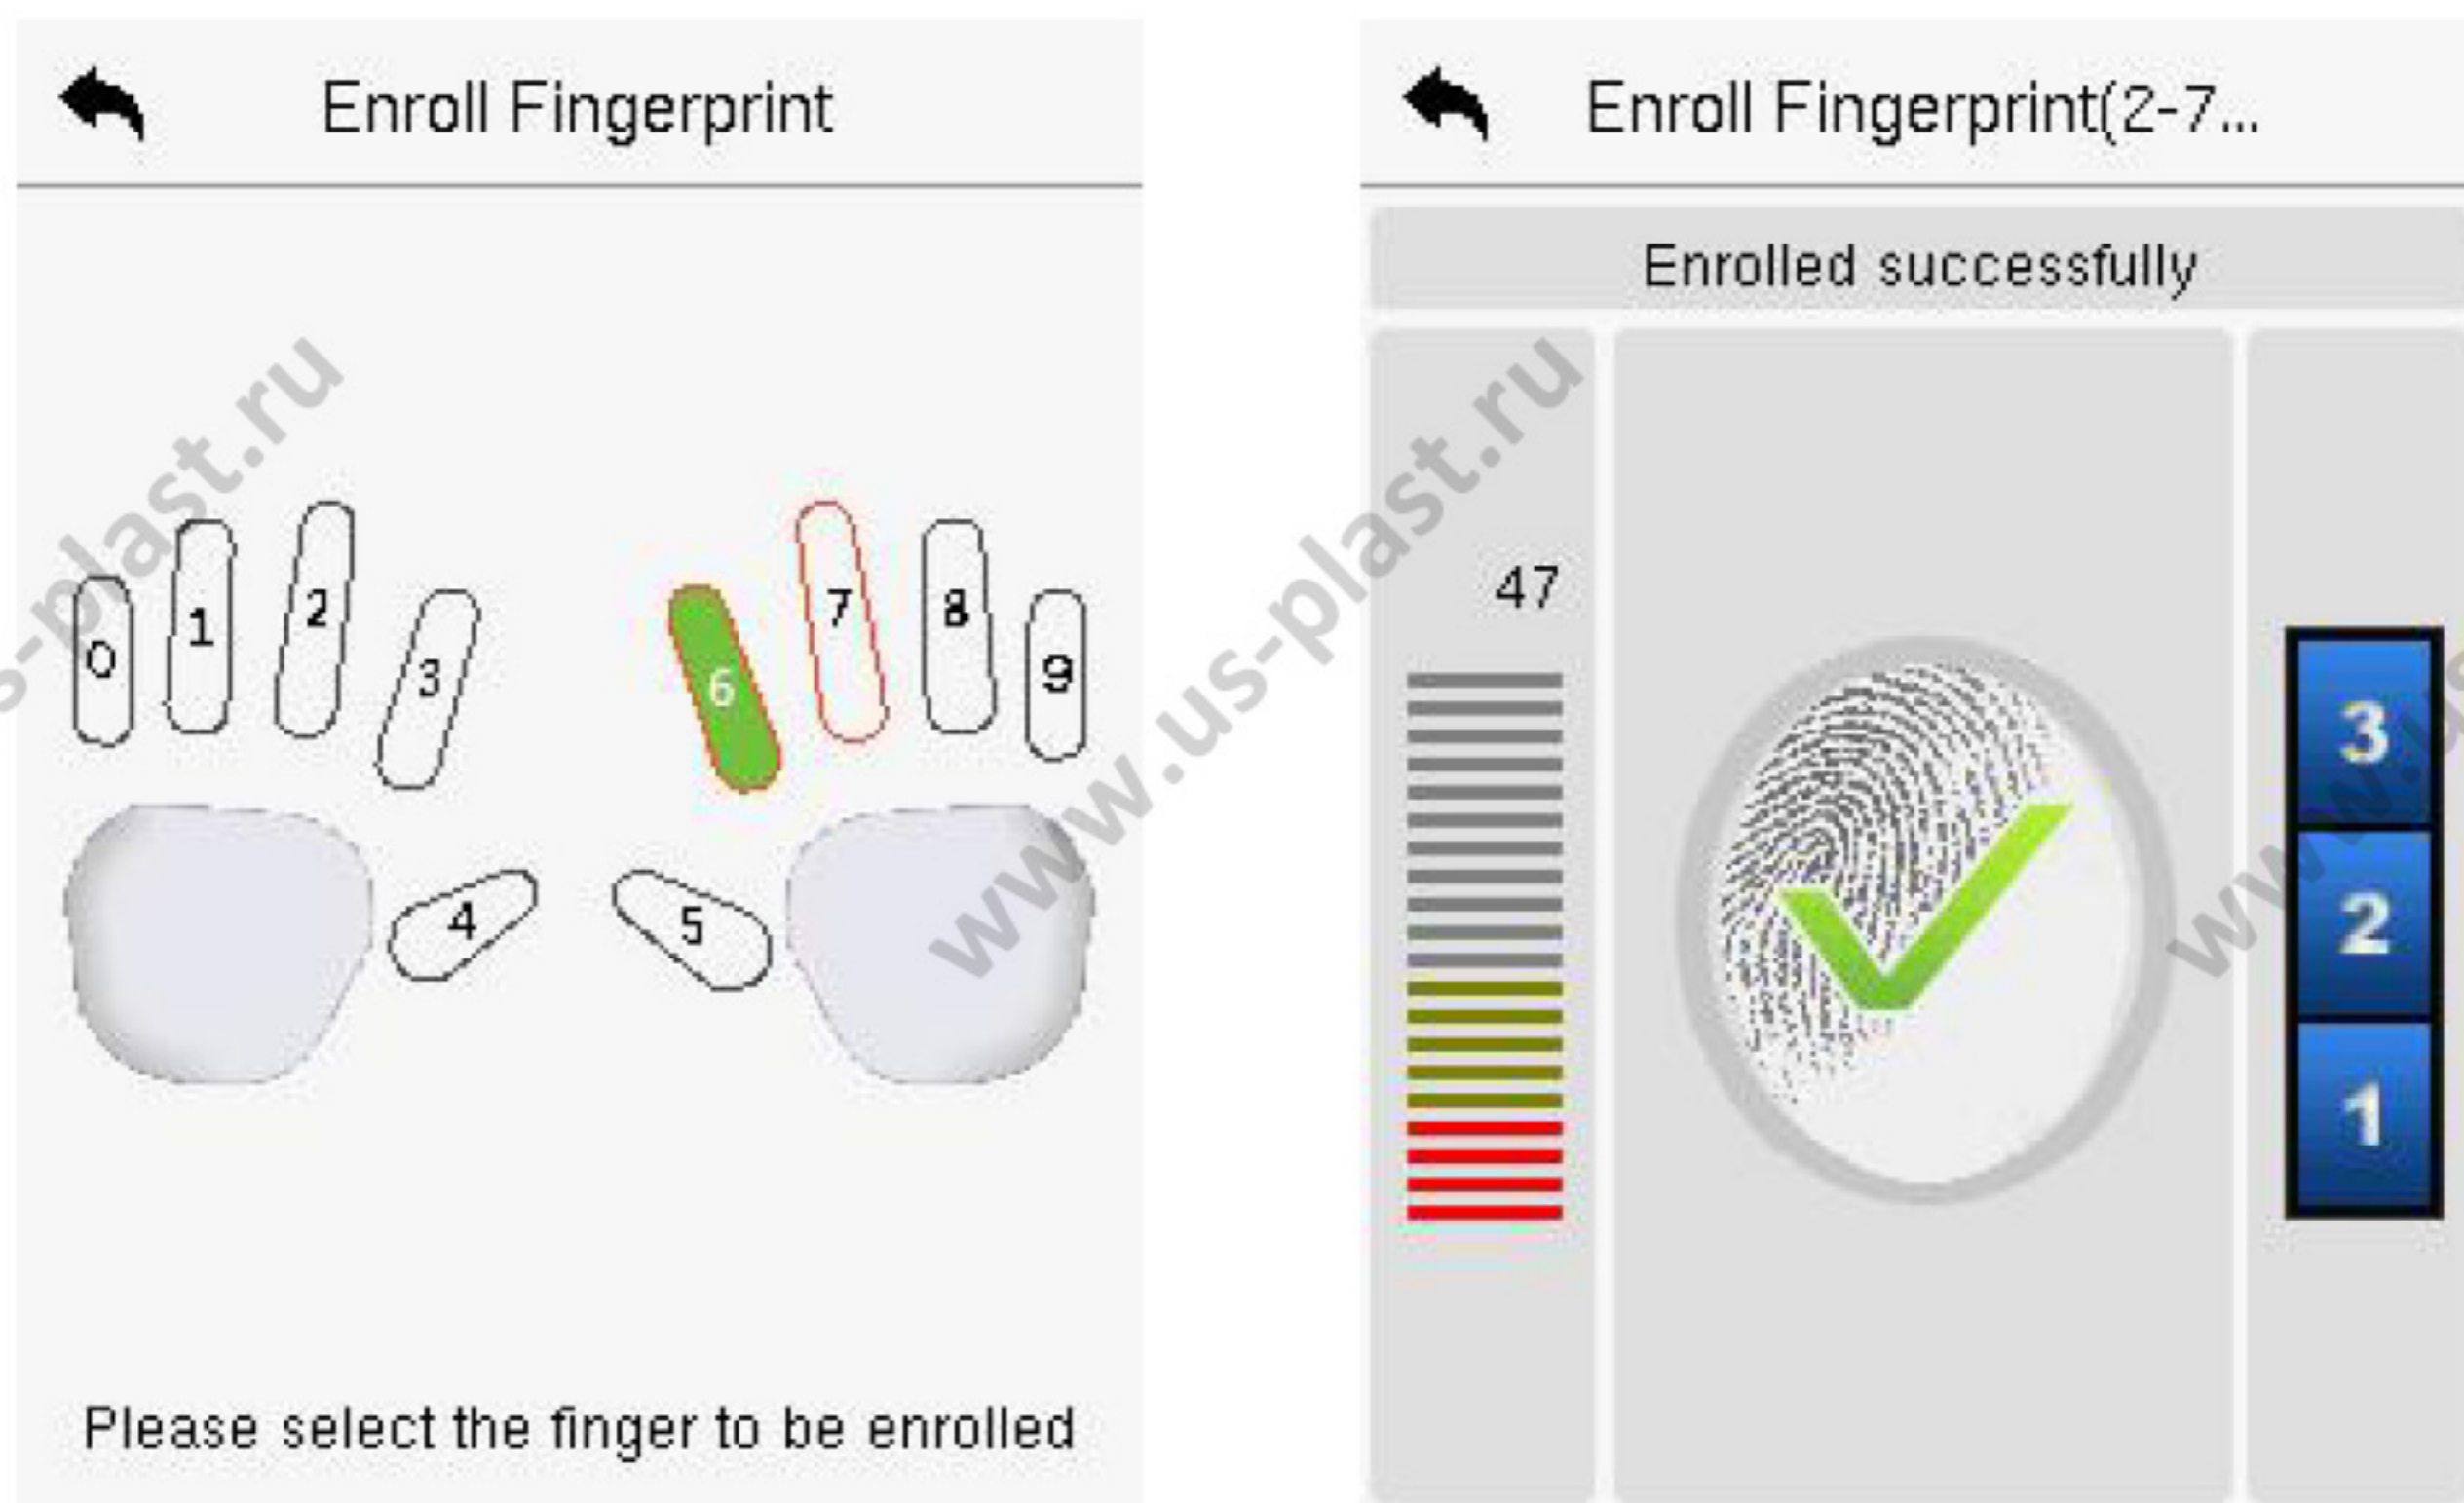 Enroll Fingerprint
0
1
2
3
4
5
6
7
8
9
Please select the finger to be enrolled
Enroll Fingerprint(2-7...
Enrolled successfully
47
3
2
1
s-plast.ru
www.us-plast.ru
www.us